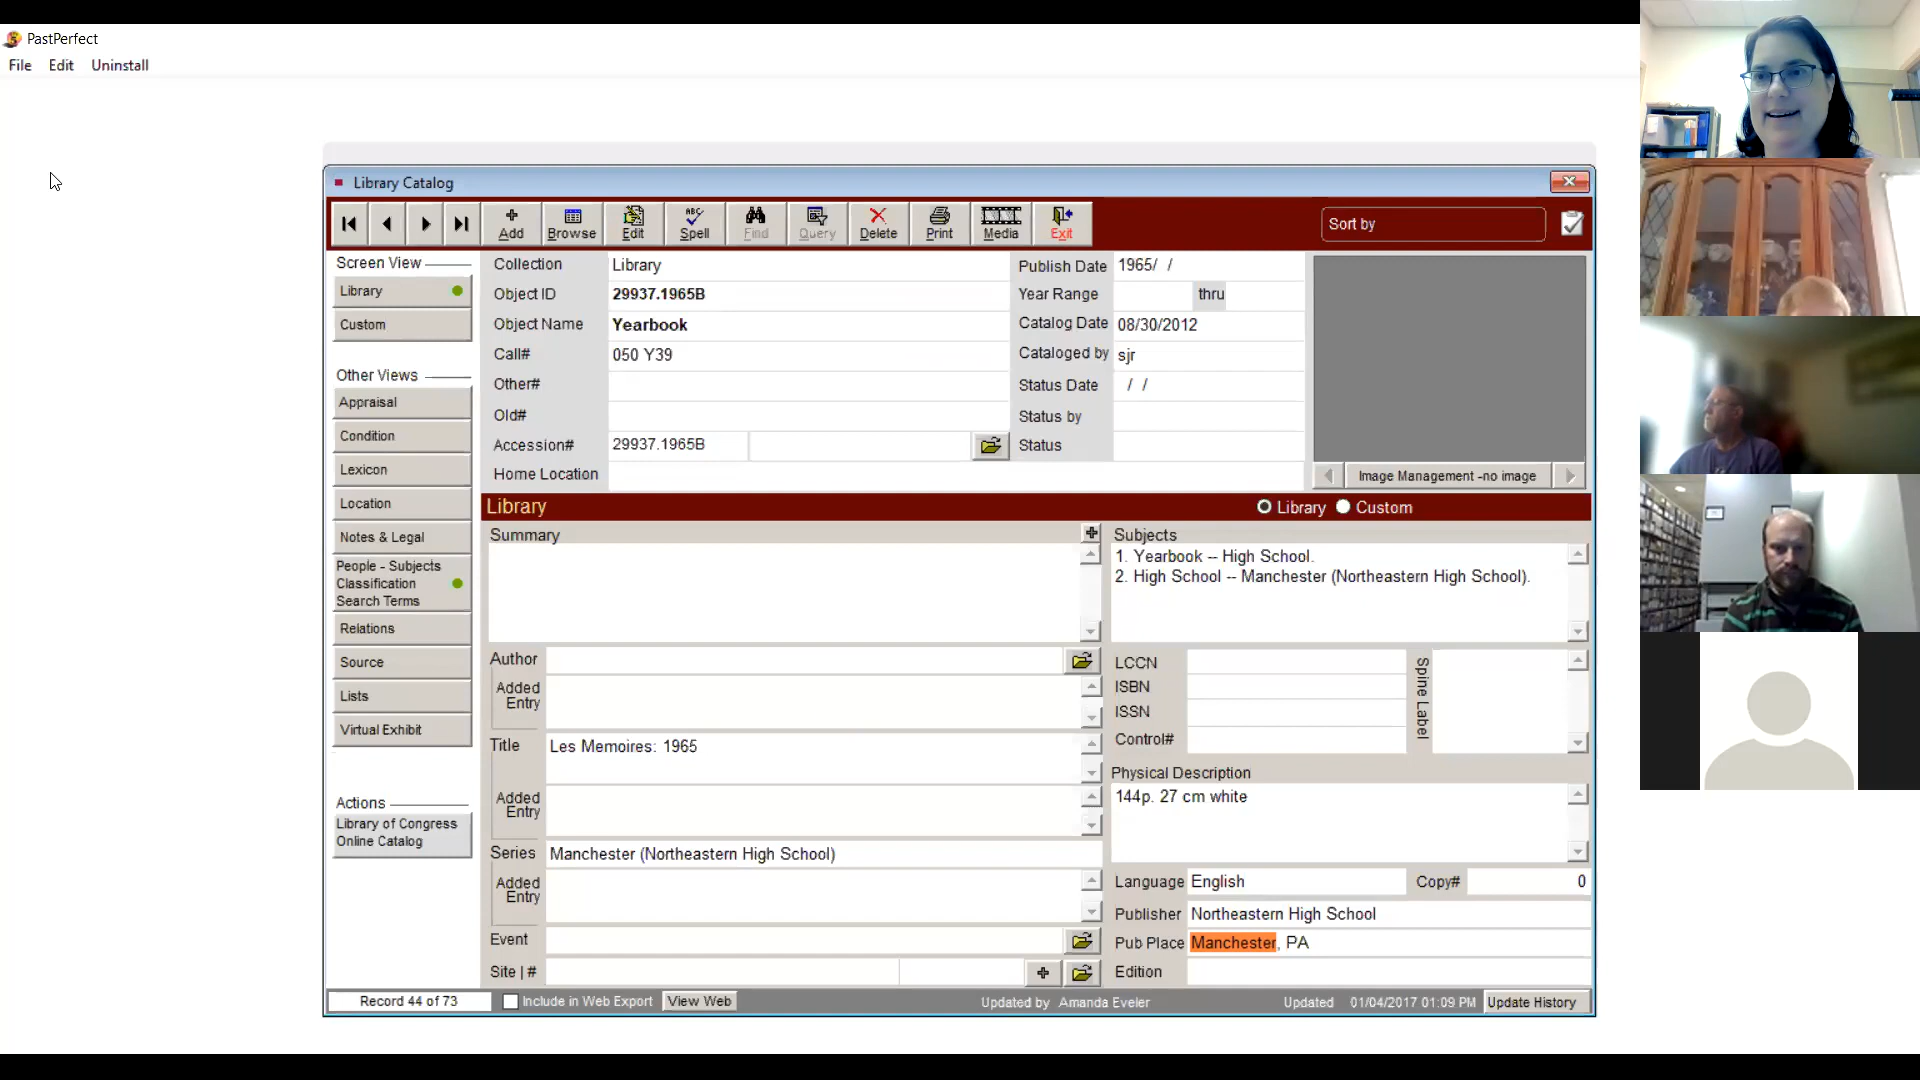 PastPerfect
File Edit Uninstall
Library Catalog
Add Browse Edit ABC Spell Find Query Delete Print Media Exit
Sort by
Screen View
Library
Custom
Other Views
Appraisal
Condition
Lexicon
Location
Notes & Legal
People - Subjects
Classification
Search Terms
Relations
Source
Lists
Virtual Exhibit
Actions
Library of Congress
Online Catalog
Collection Library
Object ID 29937.1965B
Object Name Yearbook
Call# 050 Y39
Other#
Old#
Accession# 29937.1965B
Home Location
Publish Date 1965/ /
Year Range thru
Catalog Date 08/30/2012
Cataloged by sjr
Status Date / /
Status by
Status
Image Management -no image
Library
Library Custom
Summary
Author
Added
Entry
Title Les Memoires: 1965
Added
Entry
Series Manchester (Northeastern High School)
Added
Entry
Event
Site | #
Subjects
1. Yearbook -- High School.
2. High School -- Manchester (Northeastern High School).
LCCN
ISBN
ISSN
Control#
Spine Label
Physical Description
144p. 27 cm white
Language English Copy# 0
Publisher Northeastern High School
Pub Place Manchester, PA
Edition
Record 44 of 73 Include in Web Export View Web Updated by Amanda Eveler Updated 01/04/2017 01:09 PM Update History